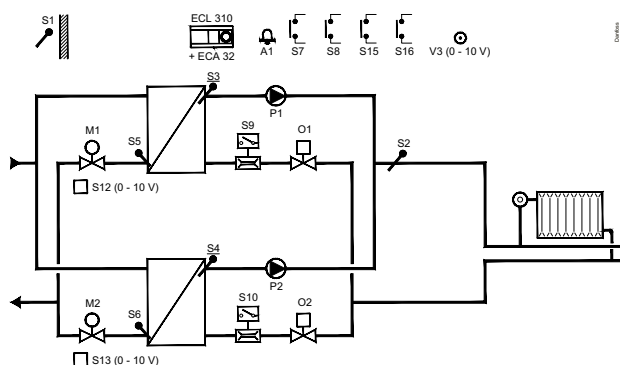 S1
ECL 310
+ ECA 32
A1
S7
S8
S15
S16
V3 (0 - 10 V)
Danfoss
S3
P1
M1
S5
S9
O1
S2
S12 (0 - 10 V)
S4
P2
M2
S6
S10
O2
S13 (0 - 10 V)